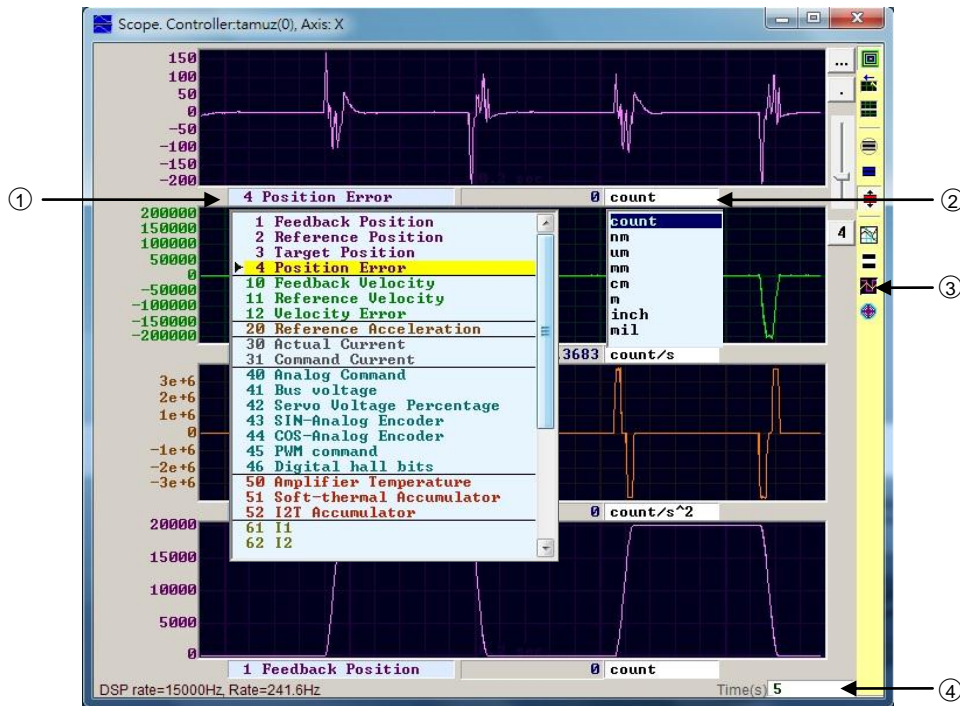 Scope. Controller:tamuz(0), Axis: X
150
100
50
0
-50
-100
-150
-200
...
.
① 4 Position Error 0 count ②
200000
150000
100000
50000
0
-50000
-100000
-150000
-200000
4
③
1 Feedback Position
2 Reference Position
3 Target Position
4 Position Error
10 Feedback Velocity
11 Reference Velocity
12 Velocity Error
20 Reference Acceleration
30 Actual Current
31 Command Current
40 Analog Command
41 Bus voltage
42 Servo Voltage Percentage
43 SIN-Analog Encoder
44 COS-Analog Encoder
45 PWM command
46 Digital hall bits
50 Amplifier Temperature
51 Soft-thermal Accumulator
52 I2T Accumulator
61 I1
62 I2
count
nm
um
mm
cm
m
inch
mil
.3683 count/s
3e+6
2e+6
1e+6
0
-1e+6
-2e+6
-3e+6
0 count/s^2
20000
15000
10000
5000
0
1 Feedback Position 0 count
DSP rate=15000Hz, Rate=241.6Hz Time(s) 5 ④